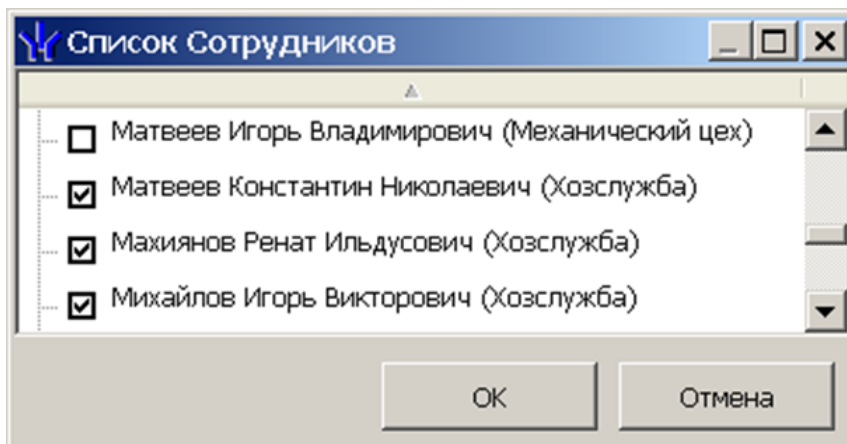 Список Сотрудников
Матвеев Игорь Владимирович (Механический цех)
Матвеев Константин Николаевич (Хозслужба)
Махиянов Ренат Ильдусович (Хозслужба)
Михайлов Игорь Викторович (Хозслужба)
ОК
Отмена